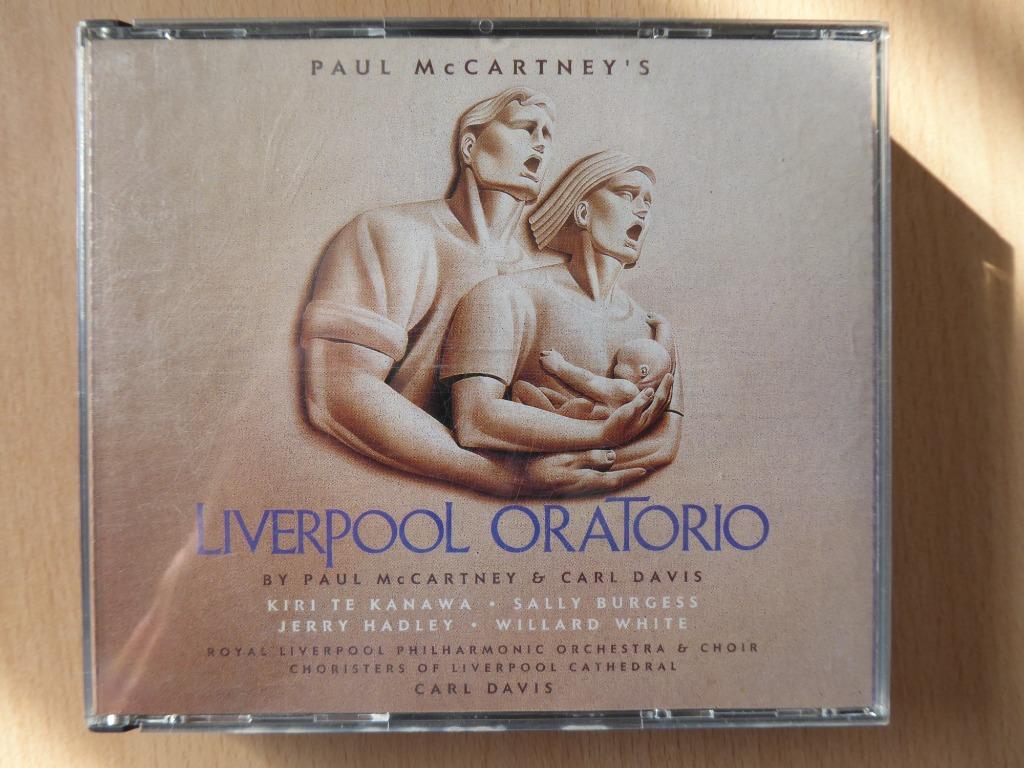 PAUL McCARTNEY'S
LIVERPOOL ORATORIO
BY PAUL McCARTNEY & CARL DAVIS
KIRI TE KANAWA • SALLY BURGESS
JERRY HADLEY • WILLARD WHITE
ROYAL LIVERPOOL PHILHARMONIC ORCHESTRA & CHOIR
CHORISTERS OF LIVERPOOL CATHEDRAL
CARL DAVIS